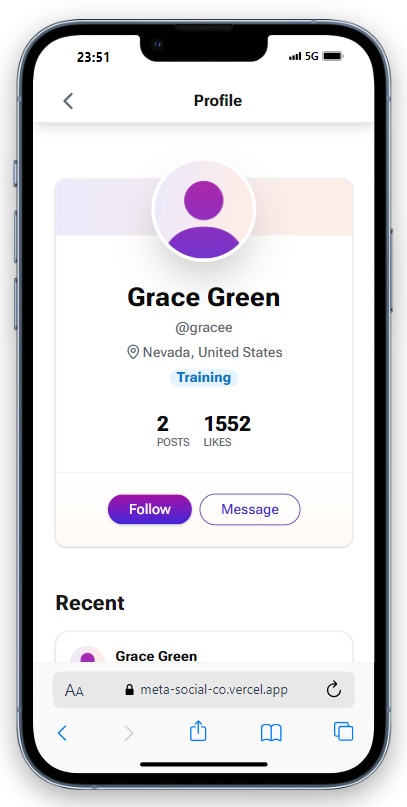 23:51
5G
Profile
Grace Green
@gracee
Nevada, United States
Training
2 1552
POSTS LIKES
Follow Message
Recent
Grace Green
AA meta-social-co.vercel.app